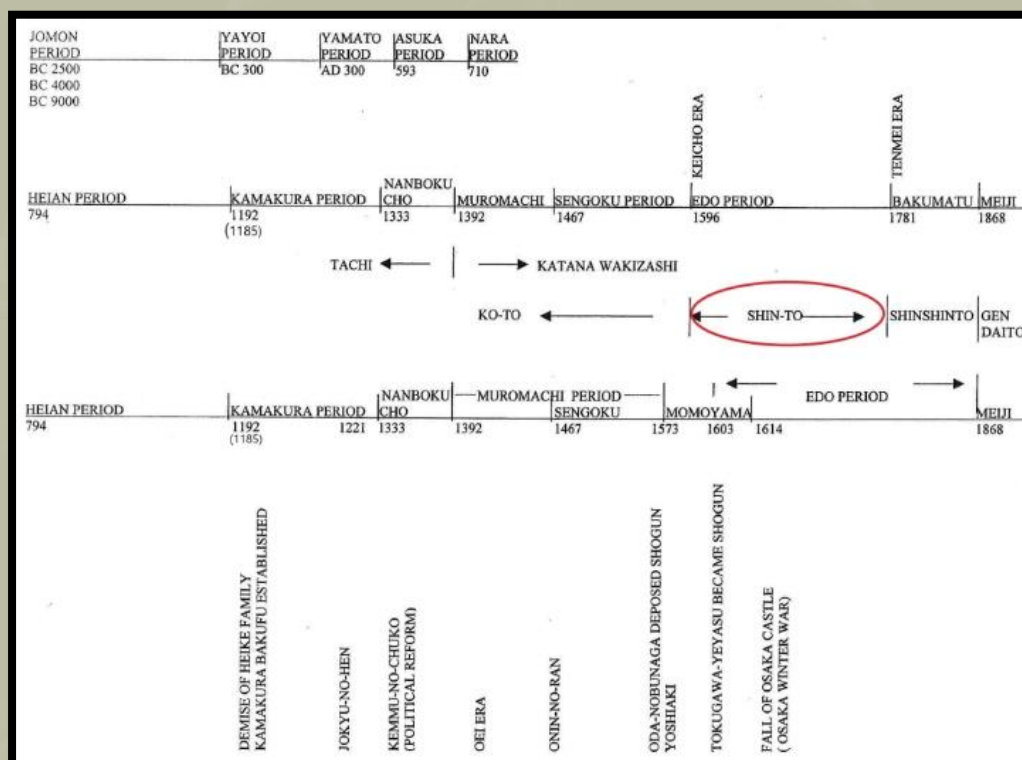 JOMON PERIOD
YAYOI PERIOD
YAMATO PERIOD
ASUKA PERIOD
NARA PERIOD
BC 2500
BC 4000
BC 9000
BC 300
AD 300
593
710
KEICHO ERA
TENMEI ERA
HEIAN PERIOD
KAMAKURA PERIOD
NANBOKU
CHO
MUROMACHI
SENGOKU PERIOD
EDO PERIOD
BAKUMATU
MEIJI
794
1192
(1185)
1333
1392
1467
1596
1781
1868
TACHI
KATANA WAKIZASHI
KO-TO
SHIN-TO
SHINSHINTO
GEN
DAITO
EDO PERIOD
HEIAN PERIOD
KAMAKURA PERIOD
NANBOKU
CHO
MUROMACHI PERIOD
SENGOKU
MOMOYAMA
MEIJI
794
1192
(1185)
1221
1333
1392
1467
1573
1603
1614
1868
DEMISE OF HEIKE FAMILY
KAMAKURA BAKUFU ESTABLISHED
JOKYU-NO-HEN
KEMMU-NO-CHUKO
(POLITICAL REFORM)
OEI ERA
ONIN-NO-RAN
ODA-NOBUNAGA DEPOSED SHOGUN
YOSHIAKI
TOKUGAWA-YEYASU BECAME SHOGUN
FALL OF OSAKA CASTLE
( OSAKA WINTER WAR)